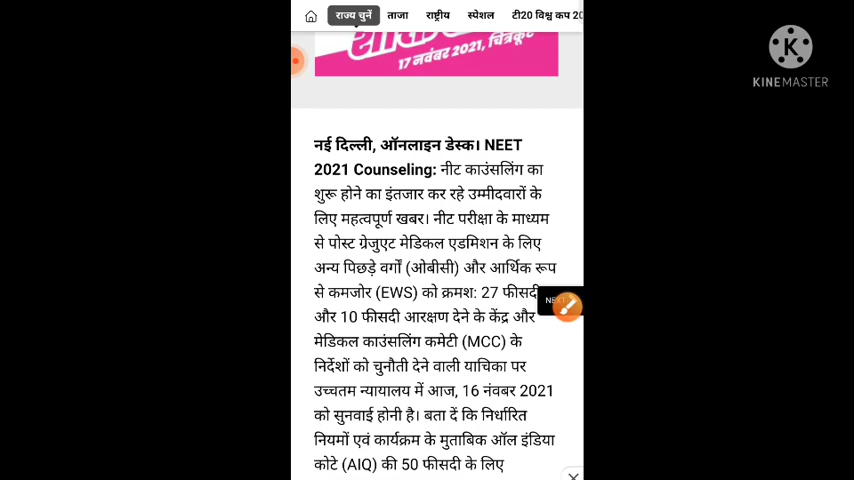 राज्य चुनें ताजा राष्ट्रीय स्पेशल टी20 विश्व कप 20
17 नवंबर 2021, चित्रकूट
K
KINEMASTER
नई दिल्ली, ऑनलाइन डेस्क। NEET
2021 Counseling: नीट काउंसलिंग का
शुरू होने का इंतजार कर रहे उम्मीदवारों के
लिए महत्वपूर्ण खबर। नीट परीक्षा के माध्यम
से पोस्ट ग्रेजुएट मेडिकल एडमिशन के लिए
अन्य पिछड़े वर्गों (ओबीसी) और आर्थिक रूप
से कमजोर (EWS) को क्रमश: 27 फीसदी
और 10 फीसदी आरक्षण देने के केंद्र और
मेडिकल काउंसलिंग कमेटी (MCC) के
निर्देशों को चुनौती देने वाली याचिका पर
उच्चतम न्यायालय में आज, 16 नंवबर 2021
को सुनवाई होनी है। बता दें कि निर्धारित
नियमों एवं कार्यक्रम के मुताबिक ऑल इंडिया
कोटे (AIQ) की 50 फीसदी के लिए